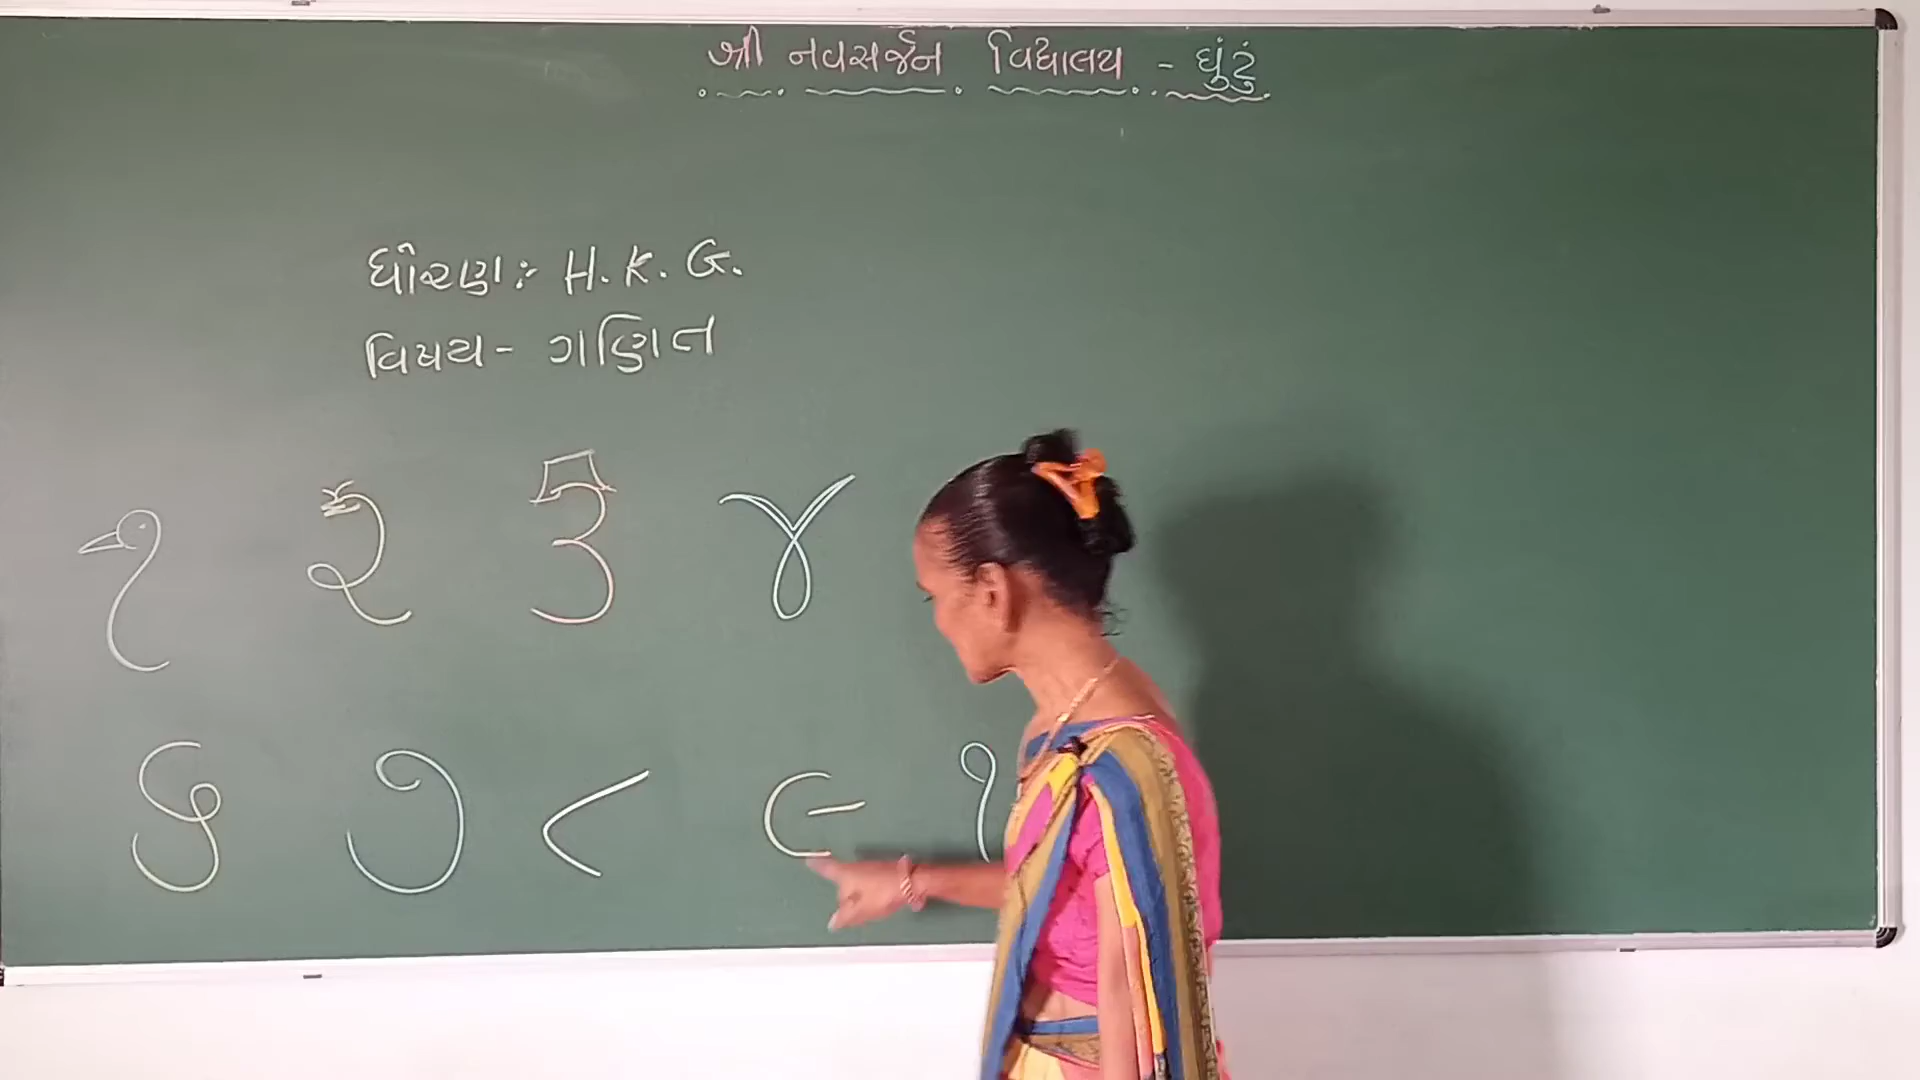 શ્રી નવસર્જન વિદ્યાલય - ઘુંટું
ધોરણ : H. K. G.
વિષય - ગણિત
૧ ૨ ૩ ૪
૬ ૭ ૮ ૯ ૧